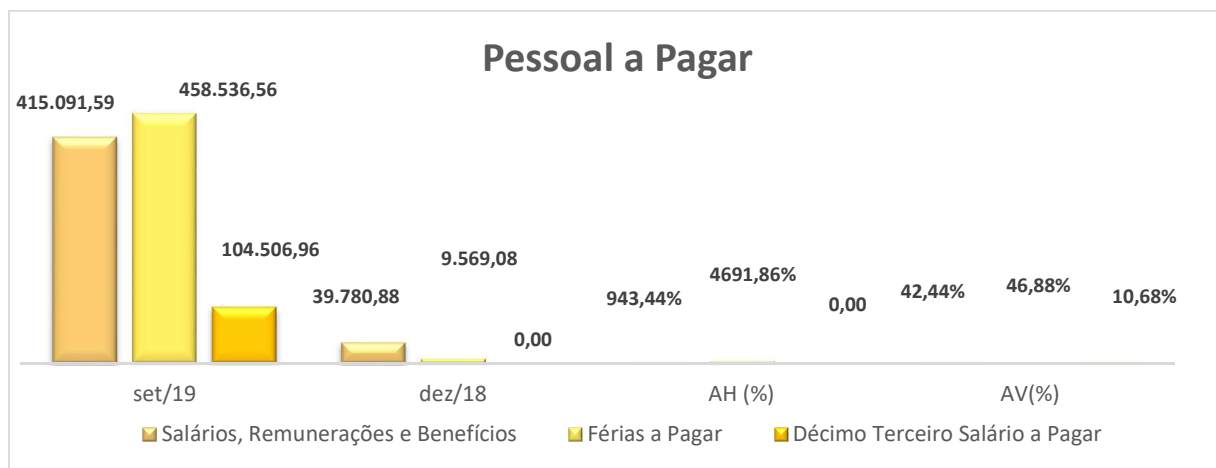 Pessoal a Pagar
415.091,59
458.536,56
104.506,96
39.780,88
9.569,08
0,00
943,44%
4691,86%
0,00
42,44%
46,88%
10,68%
set/19
dez/18
AH (%)
AV(%)
Salários, Remunerações e Benefícios
Férias a Pagar
Décimo Terceiro Salário a Pagar